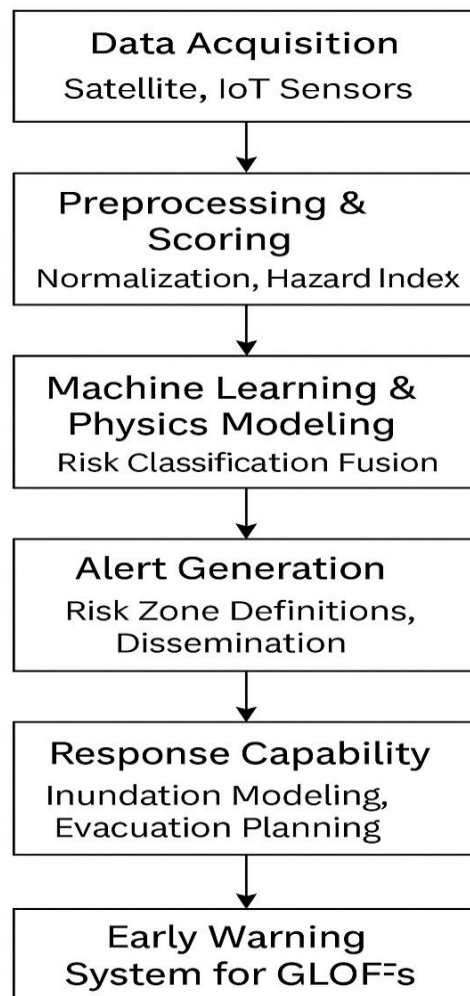 Data Acquisition
Satellite, IoT Sensors
Preprocessing &
Scoring
Normalization, Hazard Index
Machine Learning &
Physics Modeling
Risk Classification Fusion
Alert Generation
Risk Zone Definitions,
Dissemination
Response Capability
Inundation Modeling,
Evacuation Planning
Early Warning
System for GLOFs